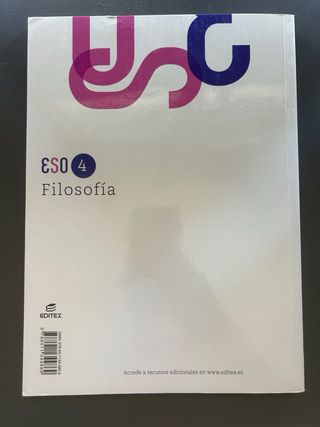 ESO 4
Filosofía
EDITEX
Accede a recursos adicionales en www.editex.es